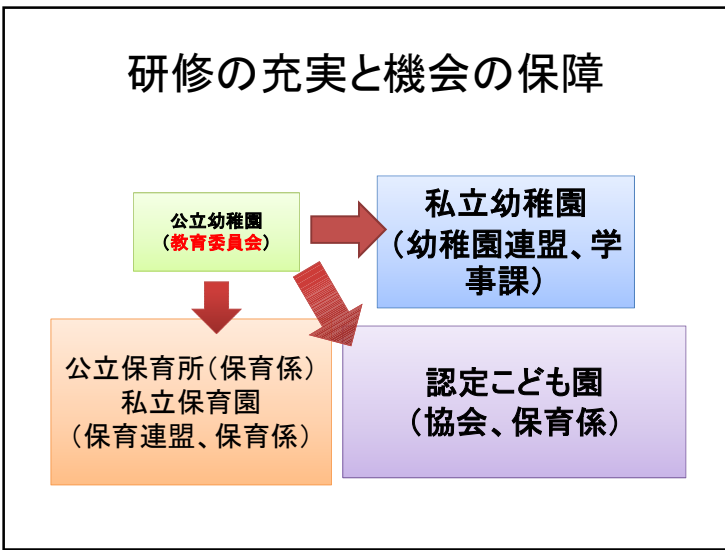 研修の充実と機会の保障
公立幼稚園
（教育委員会）
私立幼稚園
（幼稚園連盟、学
事課）
公立保育所（保育係）
私立保育園
（保育連盟、保育係）
認定こども園
（協会、保育係）